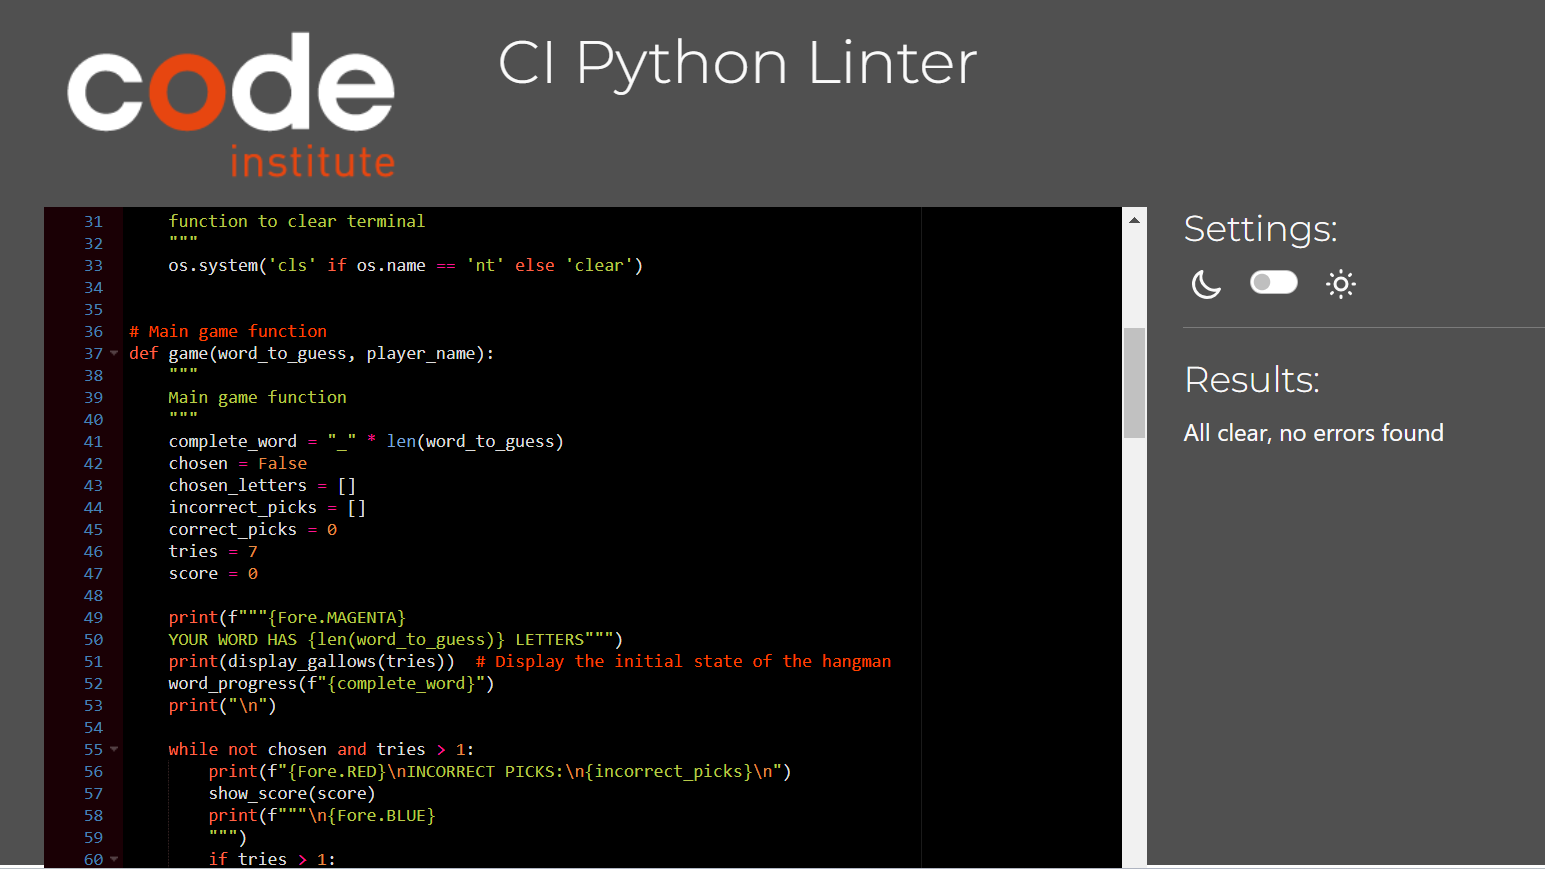 code
institute
CI Python Linter
31     function to clear terminal
32     """
33     os.system('cls' if os.name == 'nt' else 'clear')
34
35
36 # Main game function
37 def game(word_to_guess, player_name):
38     """
39     Main game function
40     """
41     complete_word = "_" * len(word_to_guess)
42     chosen = False
43     chosen_letters = []
44     incorrect_picks = []
45     correct_picks = 0
46     tries = 7
47     score = 0
48
49     print(f"""{Fore.MAGENTA}
50     YOUR WORD HAS {len(word_to_guess)} LETTERS""")
51     print(display_gallows(tries))  # Display the initial state of the hangman
52     word_progress(f"{complete_word}")
53     print("\n")
54
55     while not chosen and tries > 1:
56         print(f"{Fore.RED}\nINCORRECT PICKS:\n{incorrect_picks}\n")
57         show_score(score)
58         print(f"""\n{Fore.BLUE}
59         """)
60         if tries > 1:
Settings:
Results:
All clear, no errors found